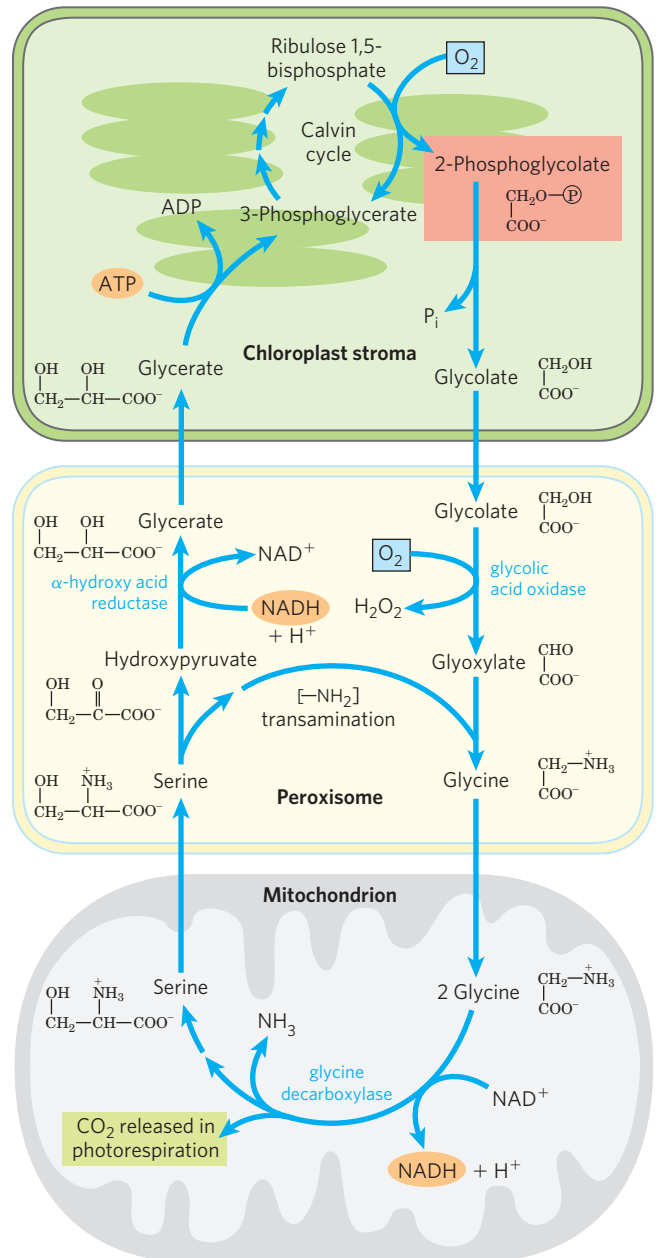 Ribulose 1,5-
bisphosphate
O₂
Calvin
cycle
2-Phosphoglycolate
CH₂O—Ⓟ
COO⁻
ADP
3-Phosphoglycerate
ATP
Pᵢ
Chloroplast stroma
OH OH
CH₂—CH—COO⁻
Glycerate
Glycolate
CH₂OH
COO⁻
OH OH
CH₂—CH—COO⁻
Glycerate
Glycolate
CH₂OH
COO⁻
NAD⁺
O₂
α-hydroxy acid
reductase
glycolic
acid oxidase
NADH
+ H⁺
H₂O₂
Hydroxypyruvate
Glyoxylate
CHO
COO⁻
OH O
CH₂—C—COO⁻
[—NH₂]
transamination
OH N⁺H₃
CH₂—CH—COO⁻
Serine
Peroxisome
Glycine
CH₂—N⁺H₃
COO⁻
Mitochondrion
OH N⁺H₃
CH₂—CH—COO⁻
Serine
2 Glycine
CH₂—N⁺H₃
COO⁻
NH₃
glycine
decarboxylase
NAD⁺
CO₂ released in
photorespiration
NADH + H⁺